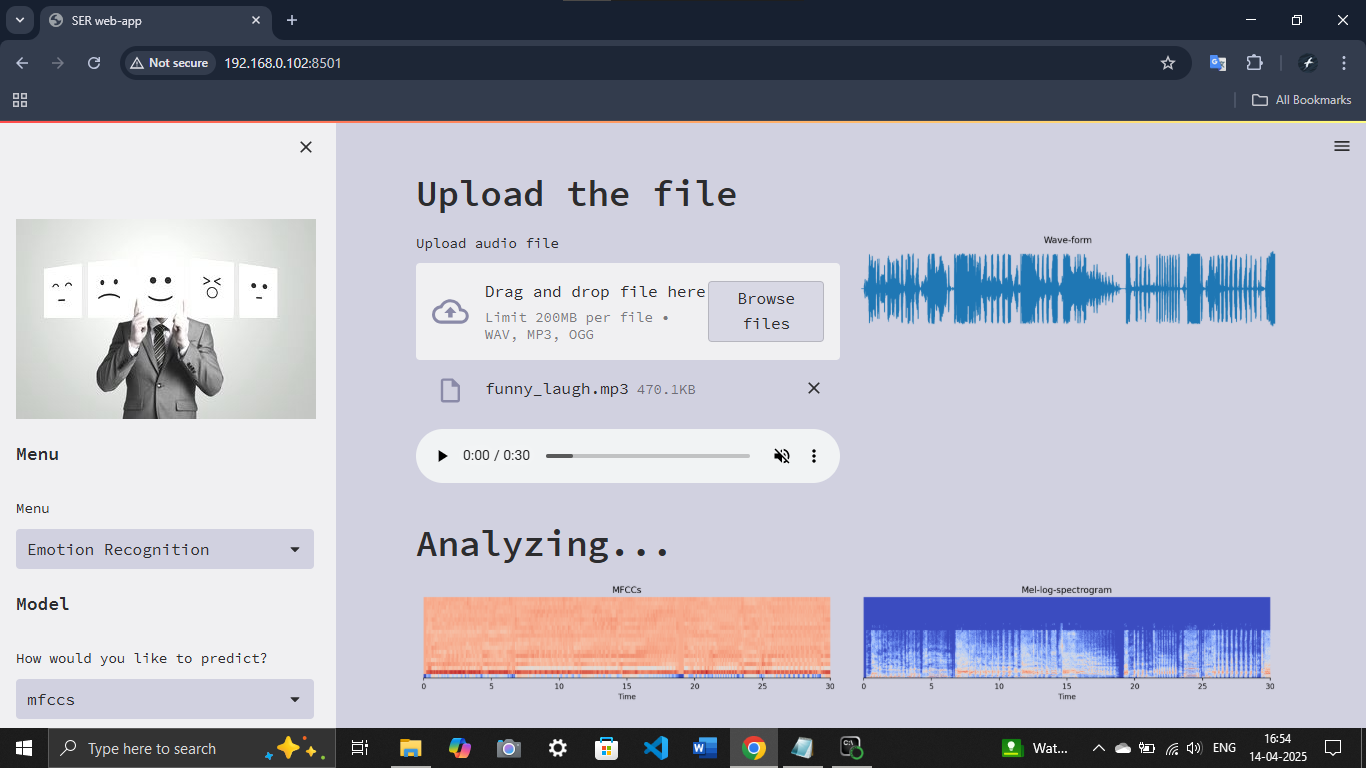 SER web-app
Not secure
192.168.0.102:8501
All Bookmarks
Menu
Menu
Emotion Recognition
Model
How would you like to predict?
mfccs
Upload the file
Upload audio file
Drag and drop file here
Limit 200MB per file •
WAV, MP3, OGG
Browse
files
funny_laugh.mp3 470.1KB
0:00 / 0:30
Wave-form
Analyzing...
MFCCs
0 5 10 15 20 25 30
Time
Mel-log-spectrogram
0 5 10 15 20 25 30
Time
Type here to search
Wat...
ENG
16:54
14-04-2025